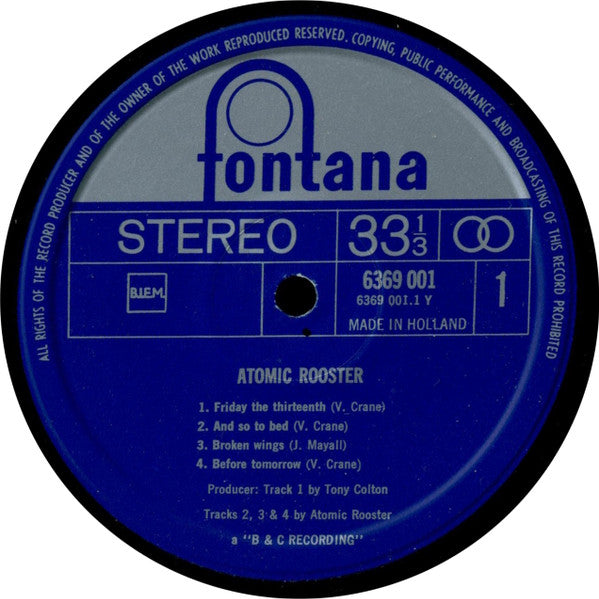 ALL RIGHTS OF THE RECORD PRODUCER AND OF THE OWNER OF THE WORK REPRODUCED RESERVED. COPYING, PUBLIC PERFORMANCE AND BROADCASTING OF THIS RECORD PROHIBITED
fontana
STEREO 33 1/3
B.I.E.M. 6369 001 1
6369 001.1 Y
MADE IN HOLLAND
ATOMIC ROOSTER
1. Friday the thirteenth (V. Crane)
2. And so to bed (V. Crane)
3. Broken wings (J. Mayall)
4. Before tomorrow (V. Crane)
Producer: Track 1 by Tony Colton
Tracks 2, 3 & 4 by Atomic Rooster
a "B & C RECORDING"